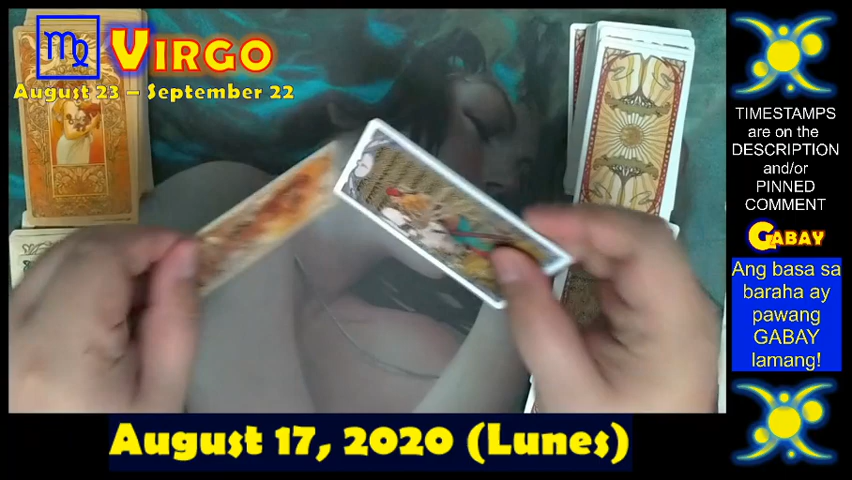 ♍ VIRGO
August 23 – September 22
TIMESTAMPS
are on the
DESCRIPTION
and/or
PINNED
COMMENT
GABAY
Ang basa sa
baraha ay
pawang
GABAY
lamang!
August 17, 2020 (Lunes)